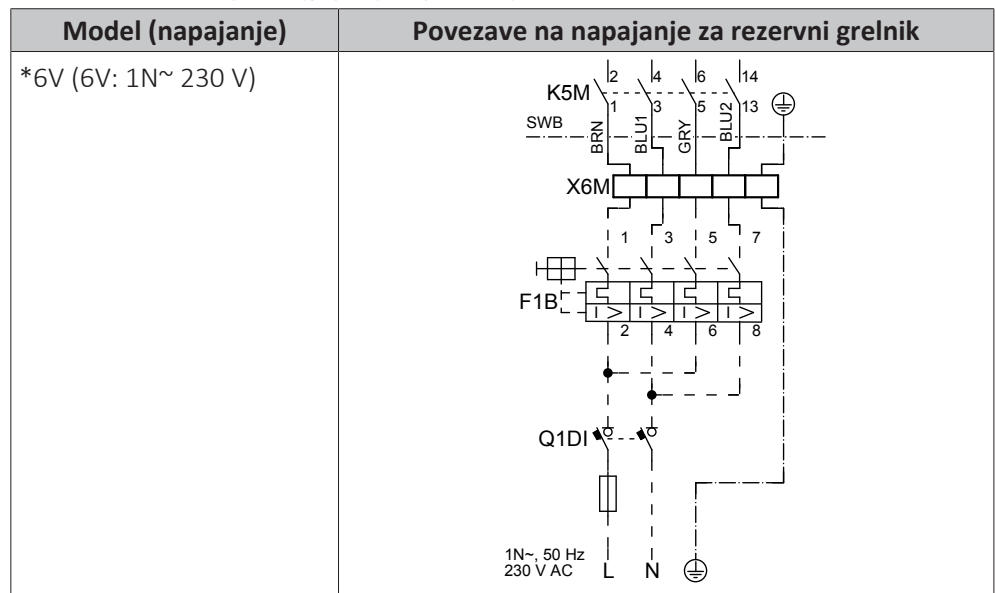 Model (napajanje) Povezave na napajanje za rezervni grelnik
*6V (6V: 1N~ 230 V)
2 4 6 14
K5M
1 3 5 13
SWB
BRN BLU1 GRY BLU2
X6M
1 3 5 7
F1B
I > I > I > I >
2 4 6 8
Q1DI
1N~, 50 Hz
230 V AC L N